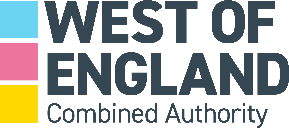 WEST OF
ENGLAND
Combined Authority